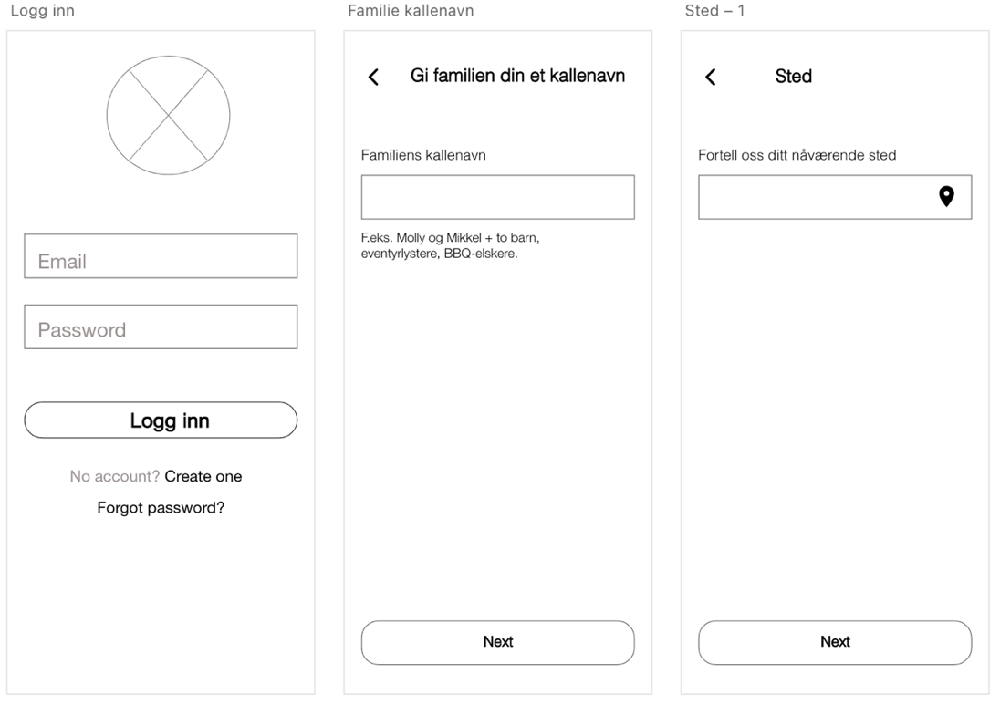 Logg inn
Email
Password
Logg inn
No account? Create one
Forgot password?
Familie kallenavn
Gi familien din et kallenavn
Familiens kallenavn
F.eks. Molly og Mikkel + to barn,
eventyrlystere, BBQ-elskere.
Next
Sted – 1
Sted
Fortell oss ditt nåværende sted
Next